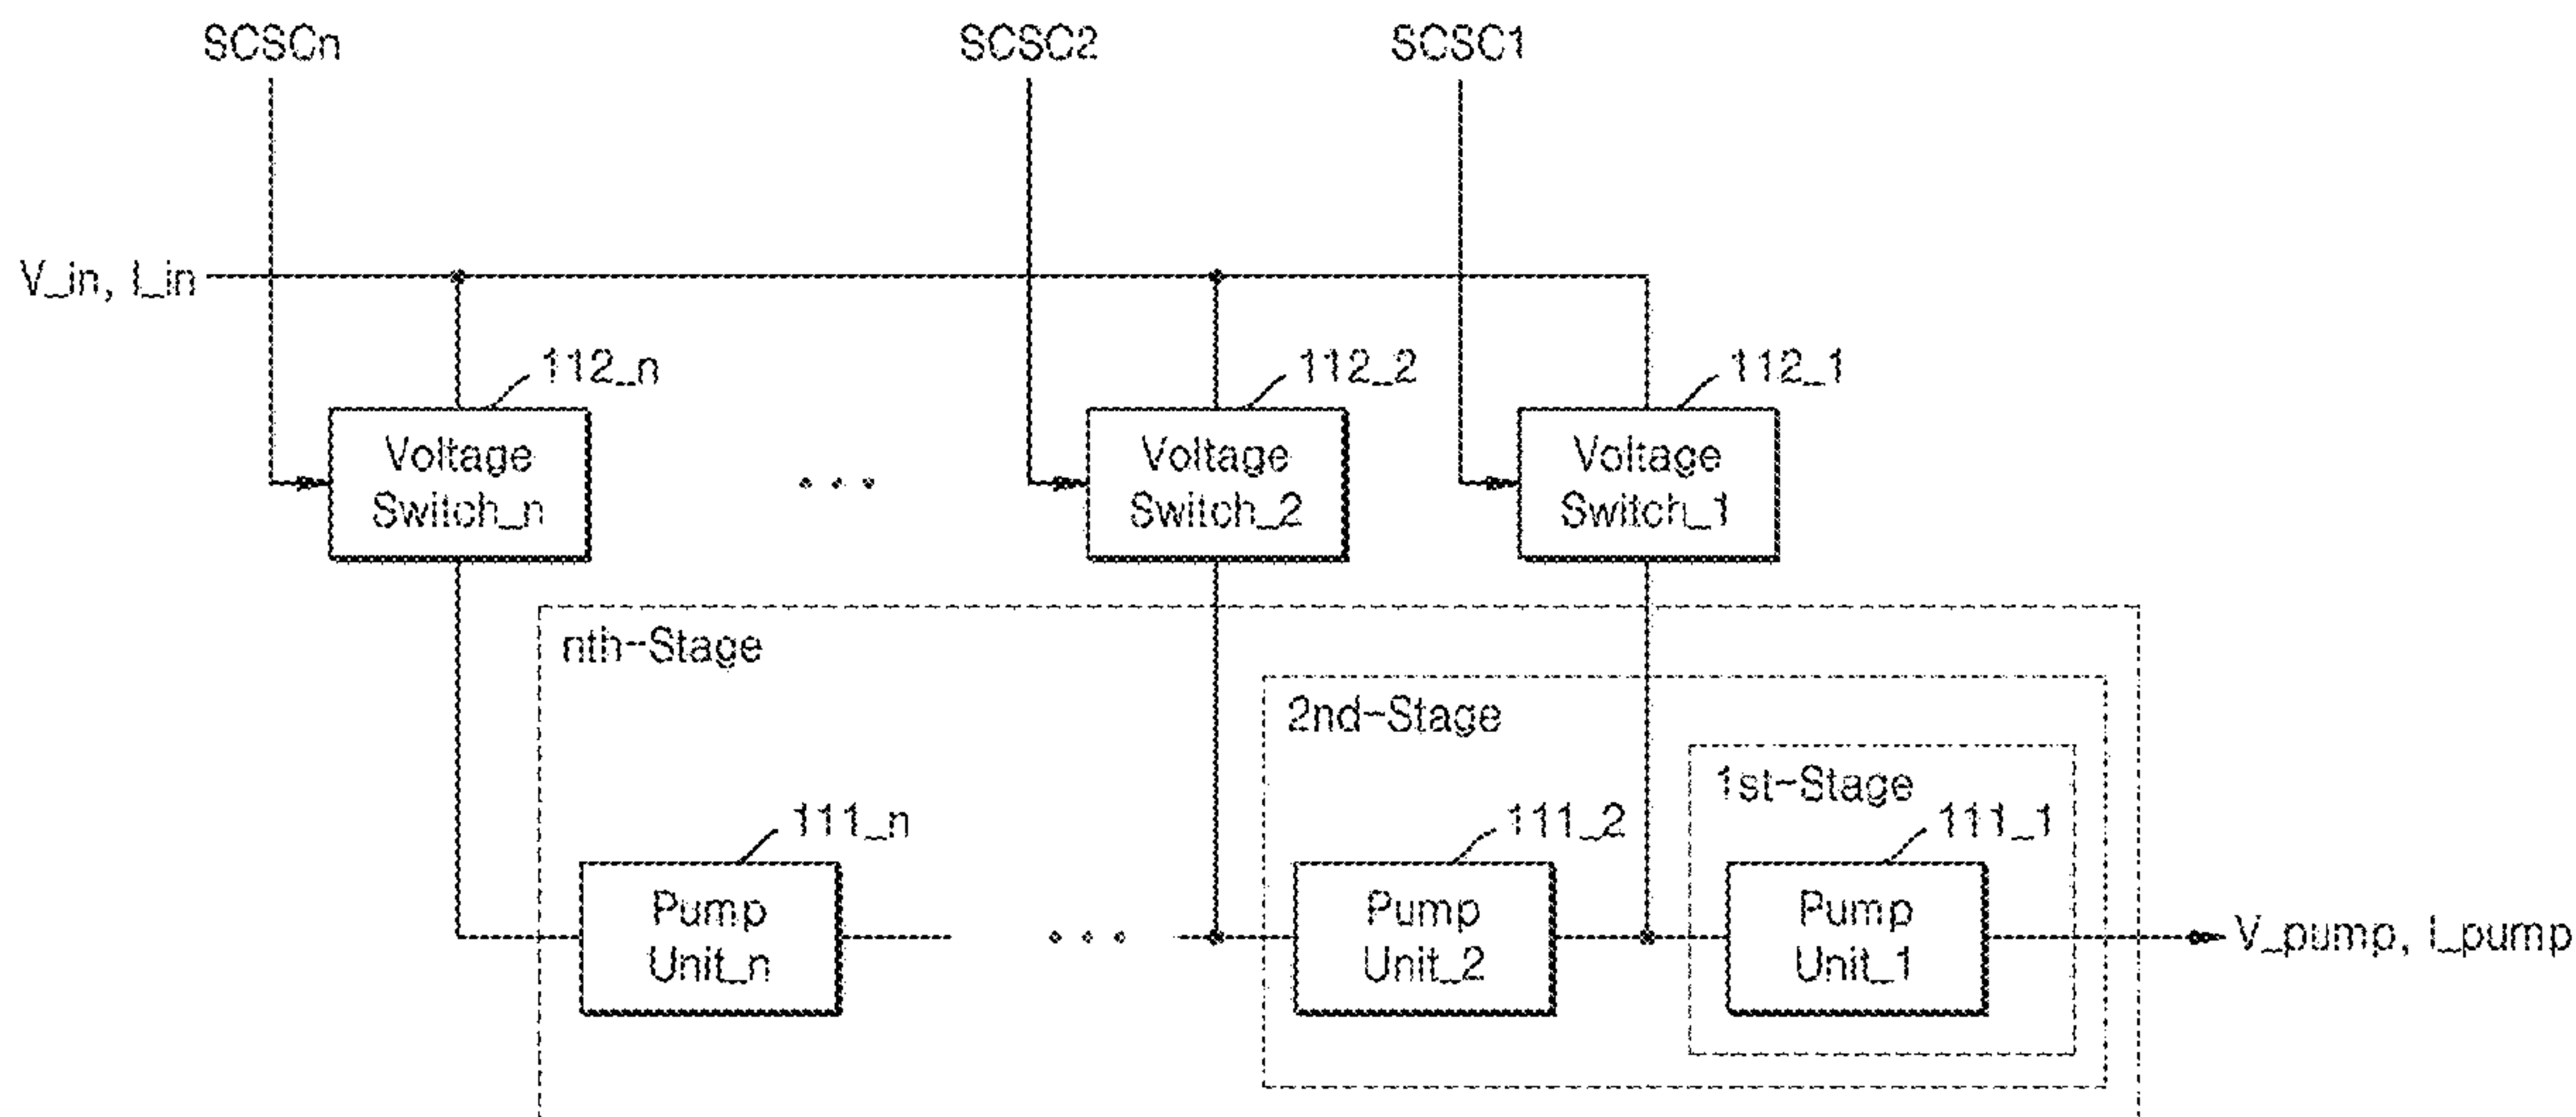 SCSCn
SCSC2
SCSC1
V_in, I_in
112_n
112_2
112_1
Voltage
Switch_n
...
Voltage
Switch_2
Voltage
Switch_1
nth-Stage
2nd-Stage
1st-Stage
111_n
111_2
111_1
Pump
Unit_n
...
Pump
Unit_2
Pump
Unit_1
V_pump, I_pump